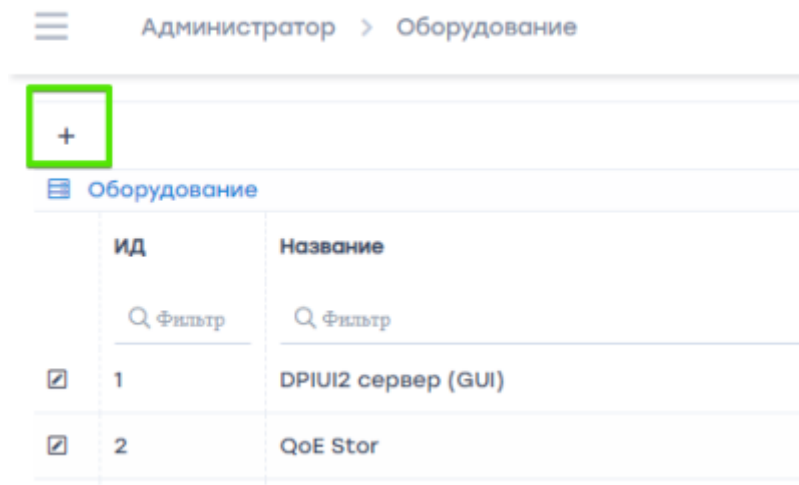 Администратор > Оборудование
+
Оборудование
ИД Название
Фильтр Фильтр
1 DPIUI2 сервер (GUI)
2 QoE Stor